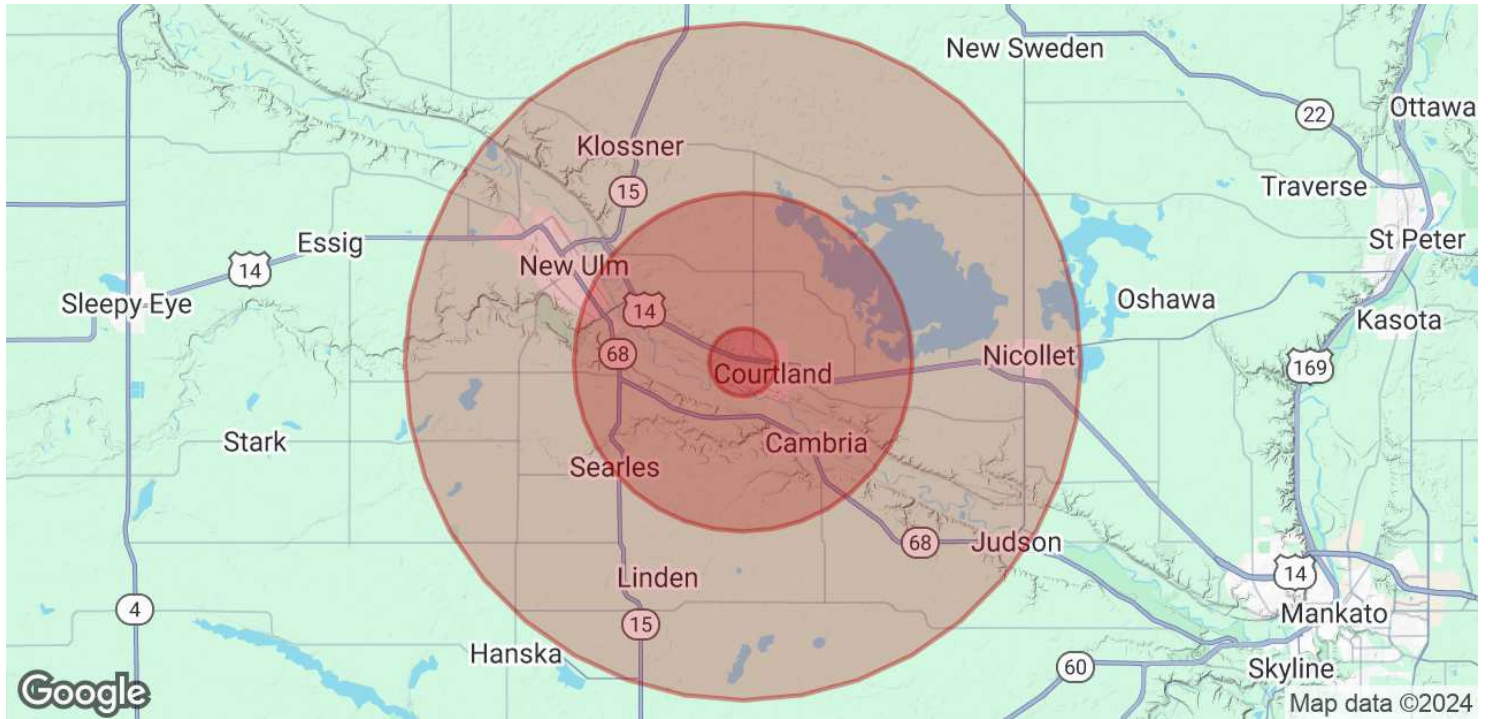 New Sweden
Ottawa
22
Klossner
Traverse
15
St Peter
Essig
14
New Ulm
Oshawa
Sleepy Eye
14
Kasota
68
Nicollet
169
Courtland
Stark
Cambria
Searles
68
Judson
Linden
14
4
Mankato
15
Hanska
60
Skyline
Google
Map data ©2024